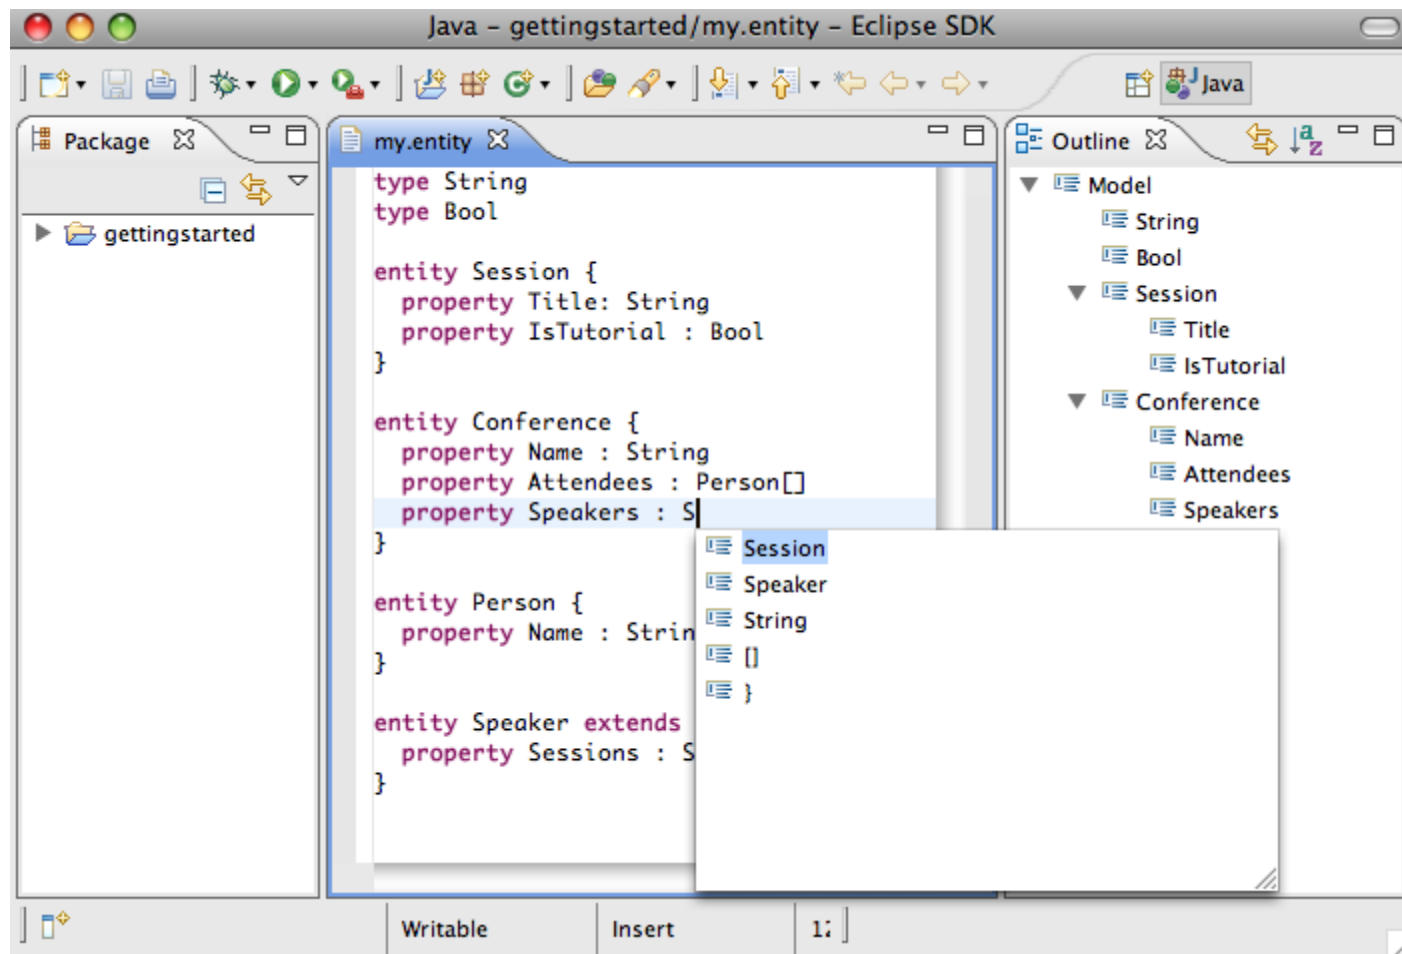 Java – gettingstarted/my.entity – Eclipse SDK
Java
Package
gettingstarted
my.entity
type String
type Bool
entity Session {
property Title: String
property IsTutorial : Bool
}
entity Conference {
property Name : String
property Attendees : Person[]
property Speakers : S
}
entity Person {
property Name : Strin
}
entity Speaker extends
property Sessions : S
}
Session
Speaker
String
[]
}
Outline
Model
String
Bool
Session
Title
IsTutorial
Conference
Name
Attendees
Speakers
Writable
Insert